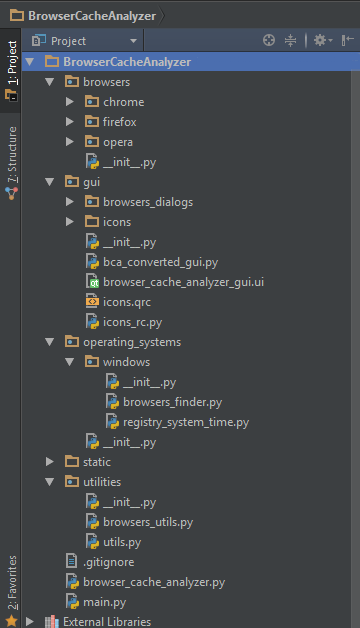 BrowserCacheAnalyzer
1: Project
Project
BrowserCacheAnalyzer
browsers
chrome
firefox
opera
__init__.py
gui
browsers_dialogs
icons
__init__.py
bca_converted_gui.py
browser_cache_analyzer_gui.ui
icons.qrc
icons_rc.py
operating_systems
windows
__init__.py
browsers_finder.py
registry_system_time.py
__init__.py
static
utilities
__init__.py
browsers_utils.py
utils.py
.gitignore
browser_cache_analyzer.py
main.py
External Libraries
7: Structure
2: Favorites